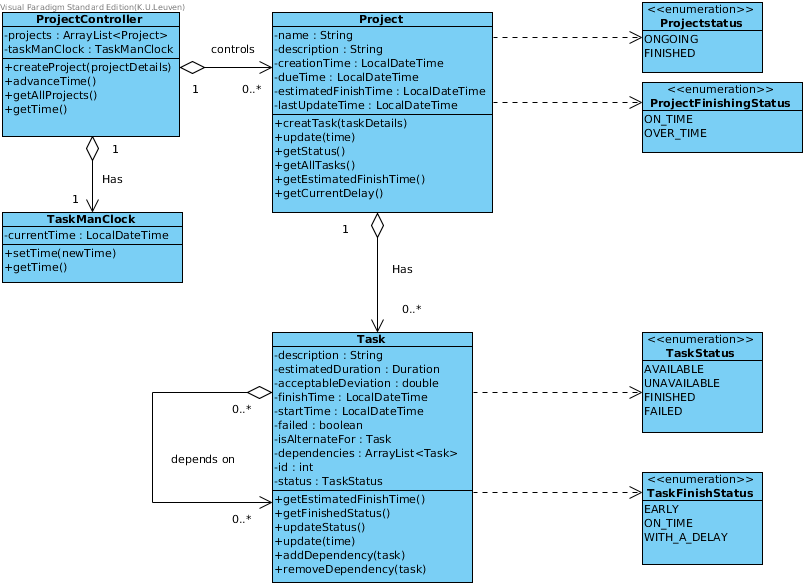 Visual Paradigm Standard Edition(K.U.Leuven)
ProjectController
-projects : ArrayList<Project>
-taskManClock : TaskManClock
+createProject(projectDetails)
+advanceTime()
+getAllProjects()
+getTime()
controls
1
0..*
Project
-name : String
-description : String
-creationTime : LocalDateTime
-dueTime : LocalDateTime
-estimatedFinishTime : LocalDateTime
-lastUpdateTime : LocalDateTime
+creatTask(taskDetails)
+update(time)
+getStatus()
+getAllTasks()
+getEstimatedFinishTime()
+getCurrentDelay()
<<enumeration>>
Projectstatus
ONGOING
FINISHED
<<enumeration>>
ProjectFinishingStatus
ON_TIME
OVER_TIME
1
Has
1
TaskManClock
-currentTime : LocalDateTime
+setTime(newTime)
+getTime()
1
Has
0..*
Task
-description : String
-estimatedDuration : Duration
-acceptableDeviation : double
-finishTime : LocalDateTime
-startTime : LocalDateTime
-failed : boolean
-isAlternateFor : Task
-dependencies : ArrayList<Task>
-id : int
-status : TaskStatus
+getEstimatedFinishTime()
+getFinishedStatus()
+updateStatus()
+update(time)
+addDependency(task)
+removeDependency(task)
0..*
depends on
0..*
<<enumeration>>
TaskStatus
AVAILABLE
UNAVAILABLE
FINISHED
FAILED
<<enumeration>>
TaskFinishStatus
EARLY
ON_TIME
WITH_A_DELAY